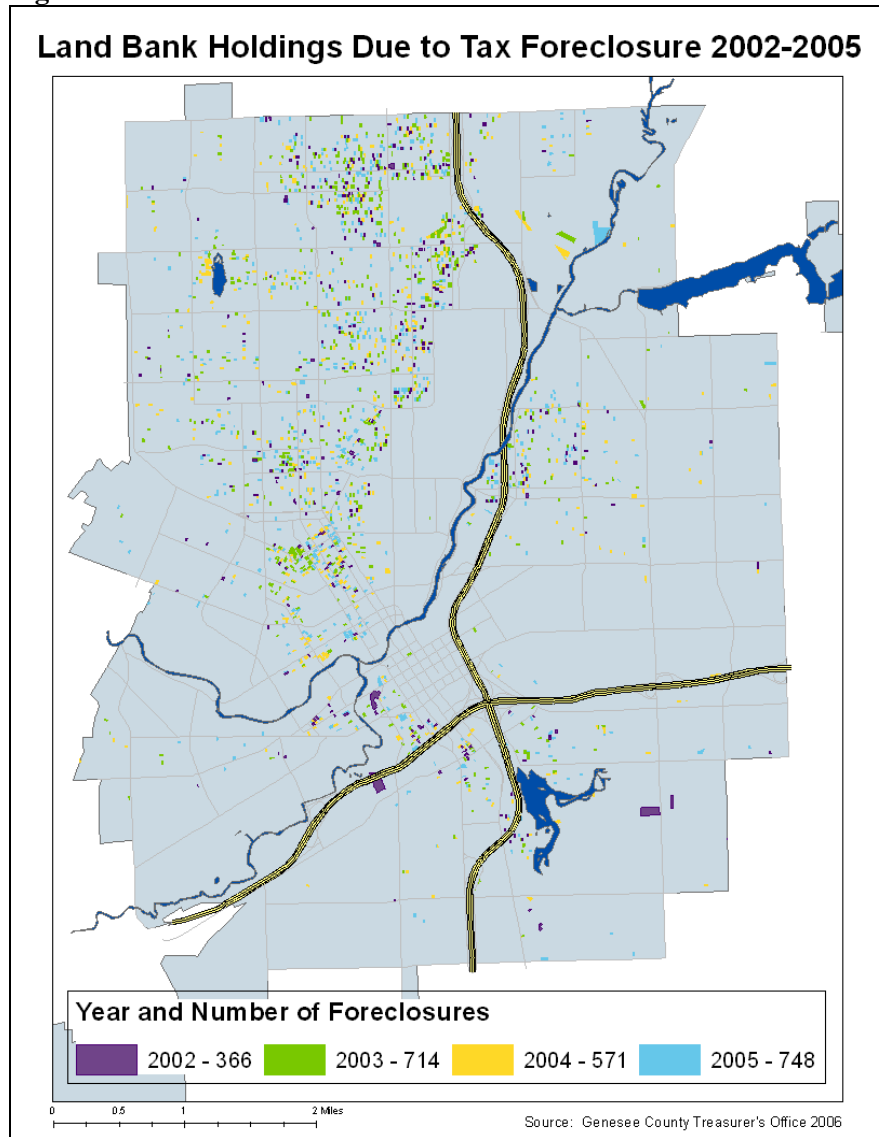 Land Bank Holdings Due to Tax Foreclosure 2002-2005
Year and Number of Foreclosures
2002 - 366
2003 - 714
2004 - 571
2005 - 748
0 0.5 1 2 Miles
Source: Genesee County Treasurer's Office 2006